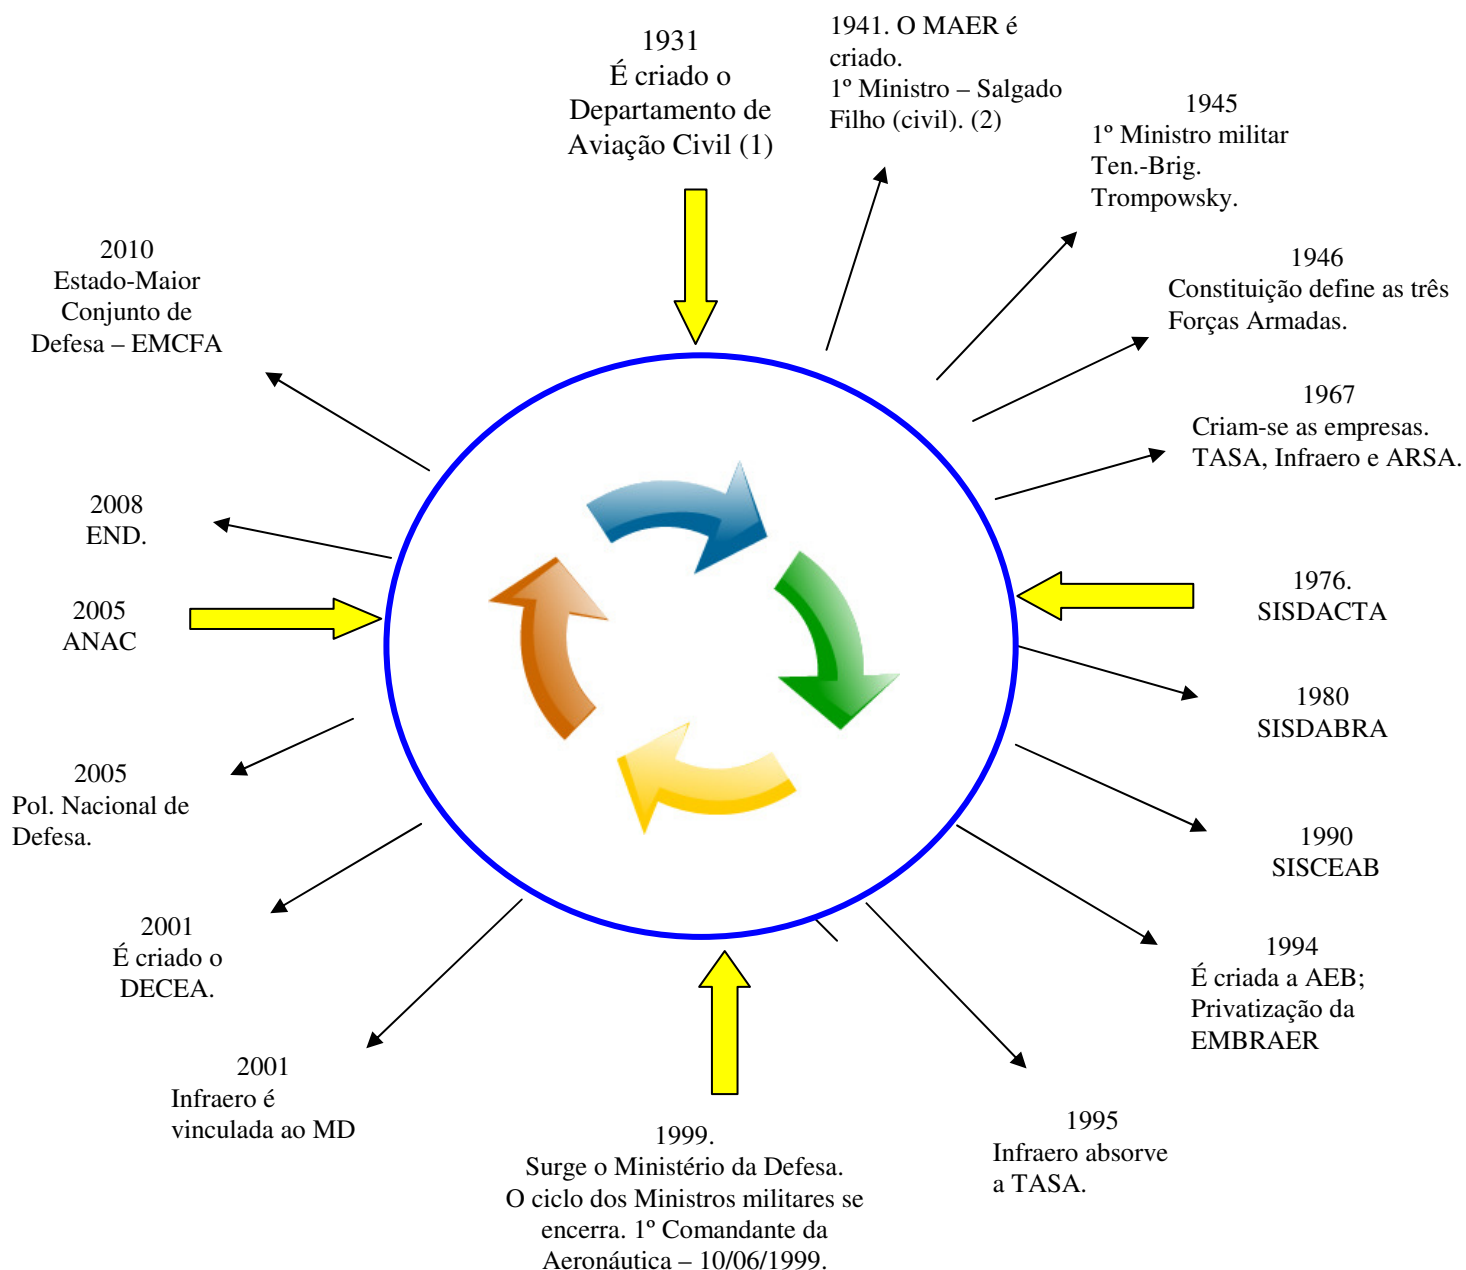 1931
É criado o
Departamento de
Aviação Civil (1)
1941. O MAER é
criado.
1º Ministro – Salgado
Filho (civil). (2)
1945
1º Ministro militar
Ten.-Brig.
Trompowsky.
1946
Constituição define as três
Forças Armadas.
1967
Criam-se as empresas.
TASA, Infraero e ARSA.
1976.
SISDACTA
1980
SISDABRA
1990
SISCEAB
1994
É criada a AEB;
Privatização da
EMBRAER
1995
Infraero absorve
a TASA.
1999.
Surge o Ministério da Defesa.
O ciclo dos Ministros militares se
encerra. 1º Comandante da
Aeronáutica – 10/06/1999.
2001
Infraero é
vinculada ao MD
2001
É criado o
DECEA.
2005
Pol. Nacional de
Defesa.
2005
ANAC
2008
END.
2010
Estado-Maior
Conjunto de
Defesa – EMCFA